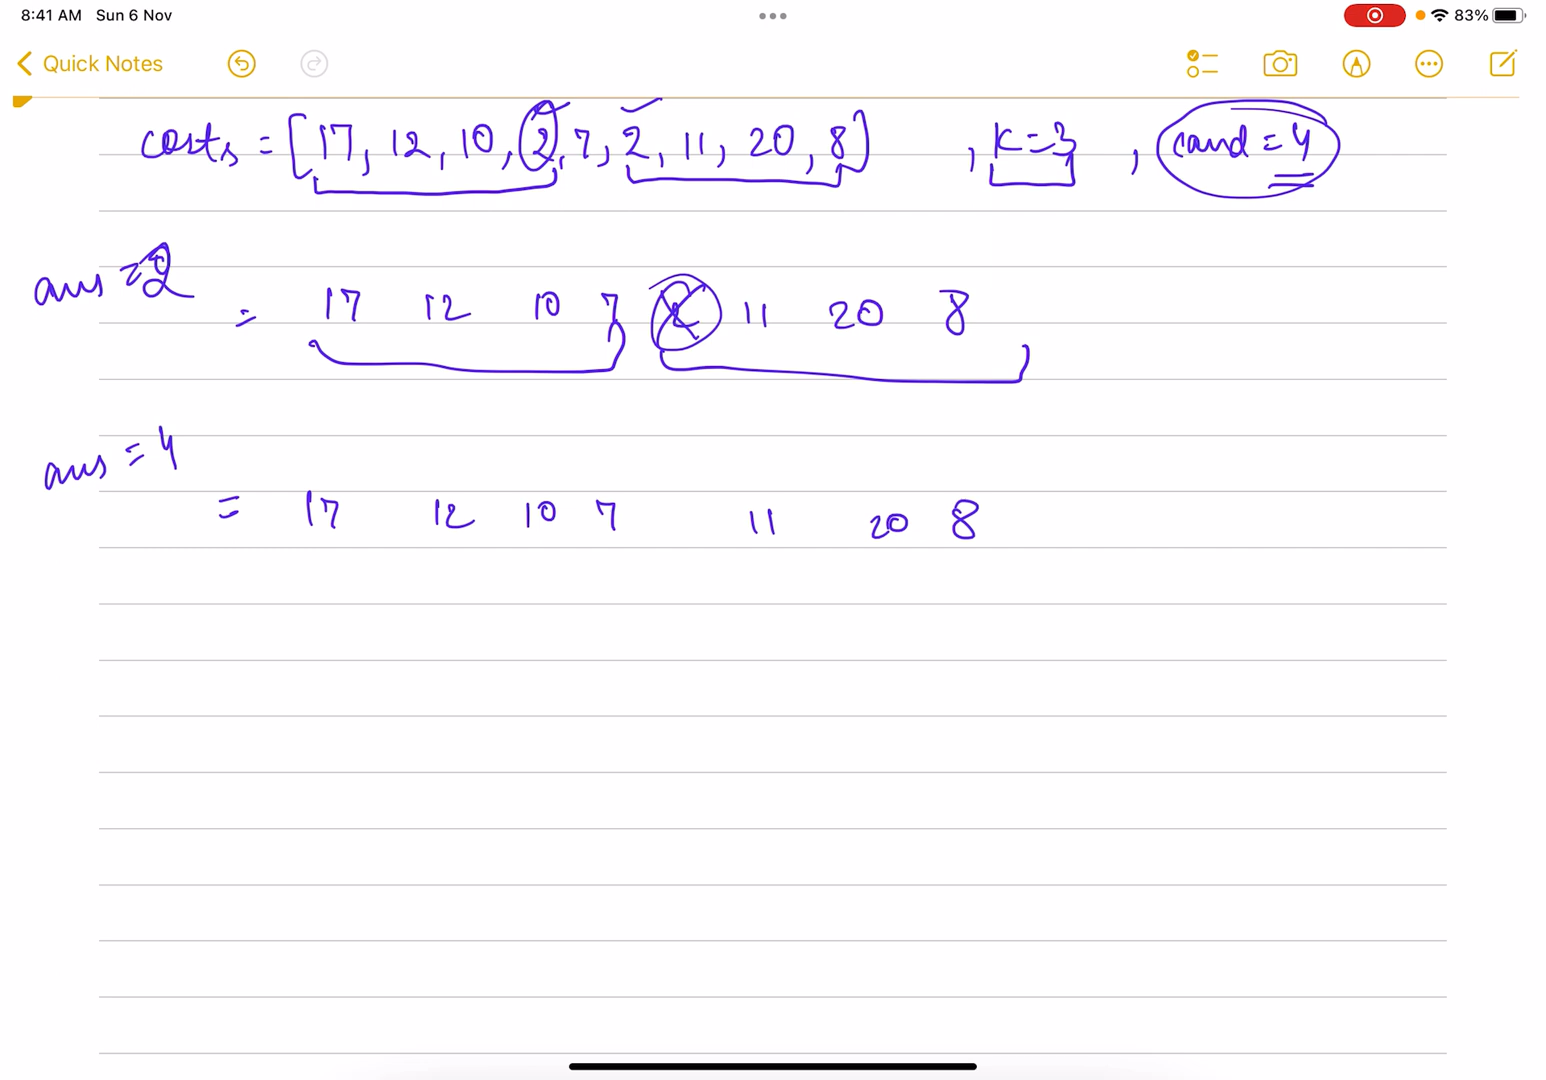 8:41 AM Sun 6 Nov 83%
Quick Notes
costs = [17, 12, 10, 2, 7, 2, 11, 20, 8] , k=3 , cand = 4
ans = 2
= 17 12 10 7 2 11 20 8
ans = 4
= 17 12 10 7 11 20 8